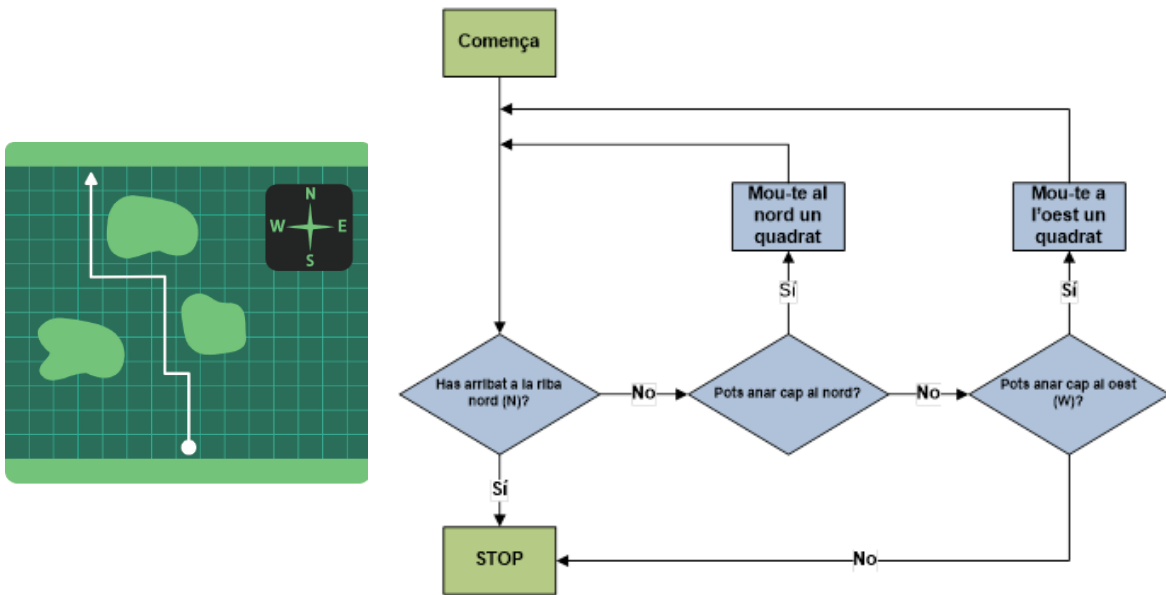 N
W
E
S
Comença
Mou-te al
nord un
quadrat
Mou-te a
l'oest un
quadrat
Sí
Sí
Has arribat a la riba
nord (N)?
No
Pots anar cap al nord?
No
Pots anar cap al oest
(W)?
Sí
STOP
No